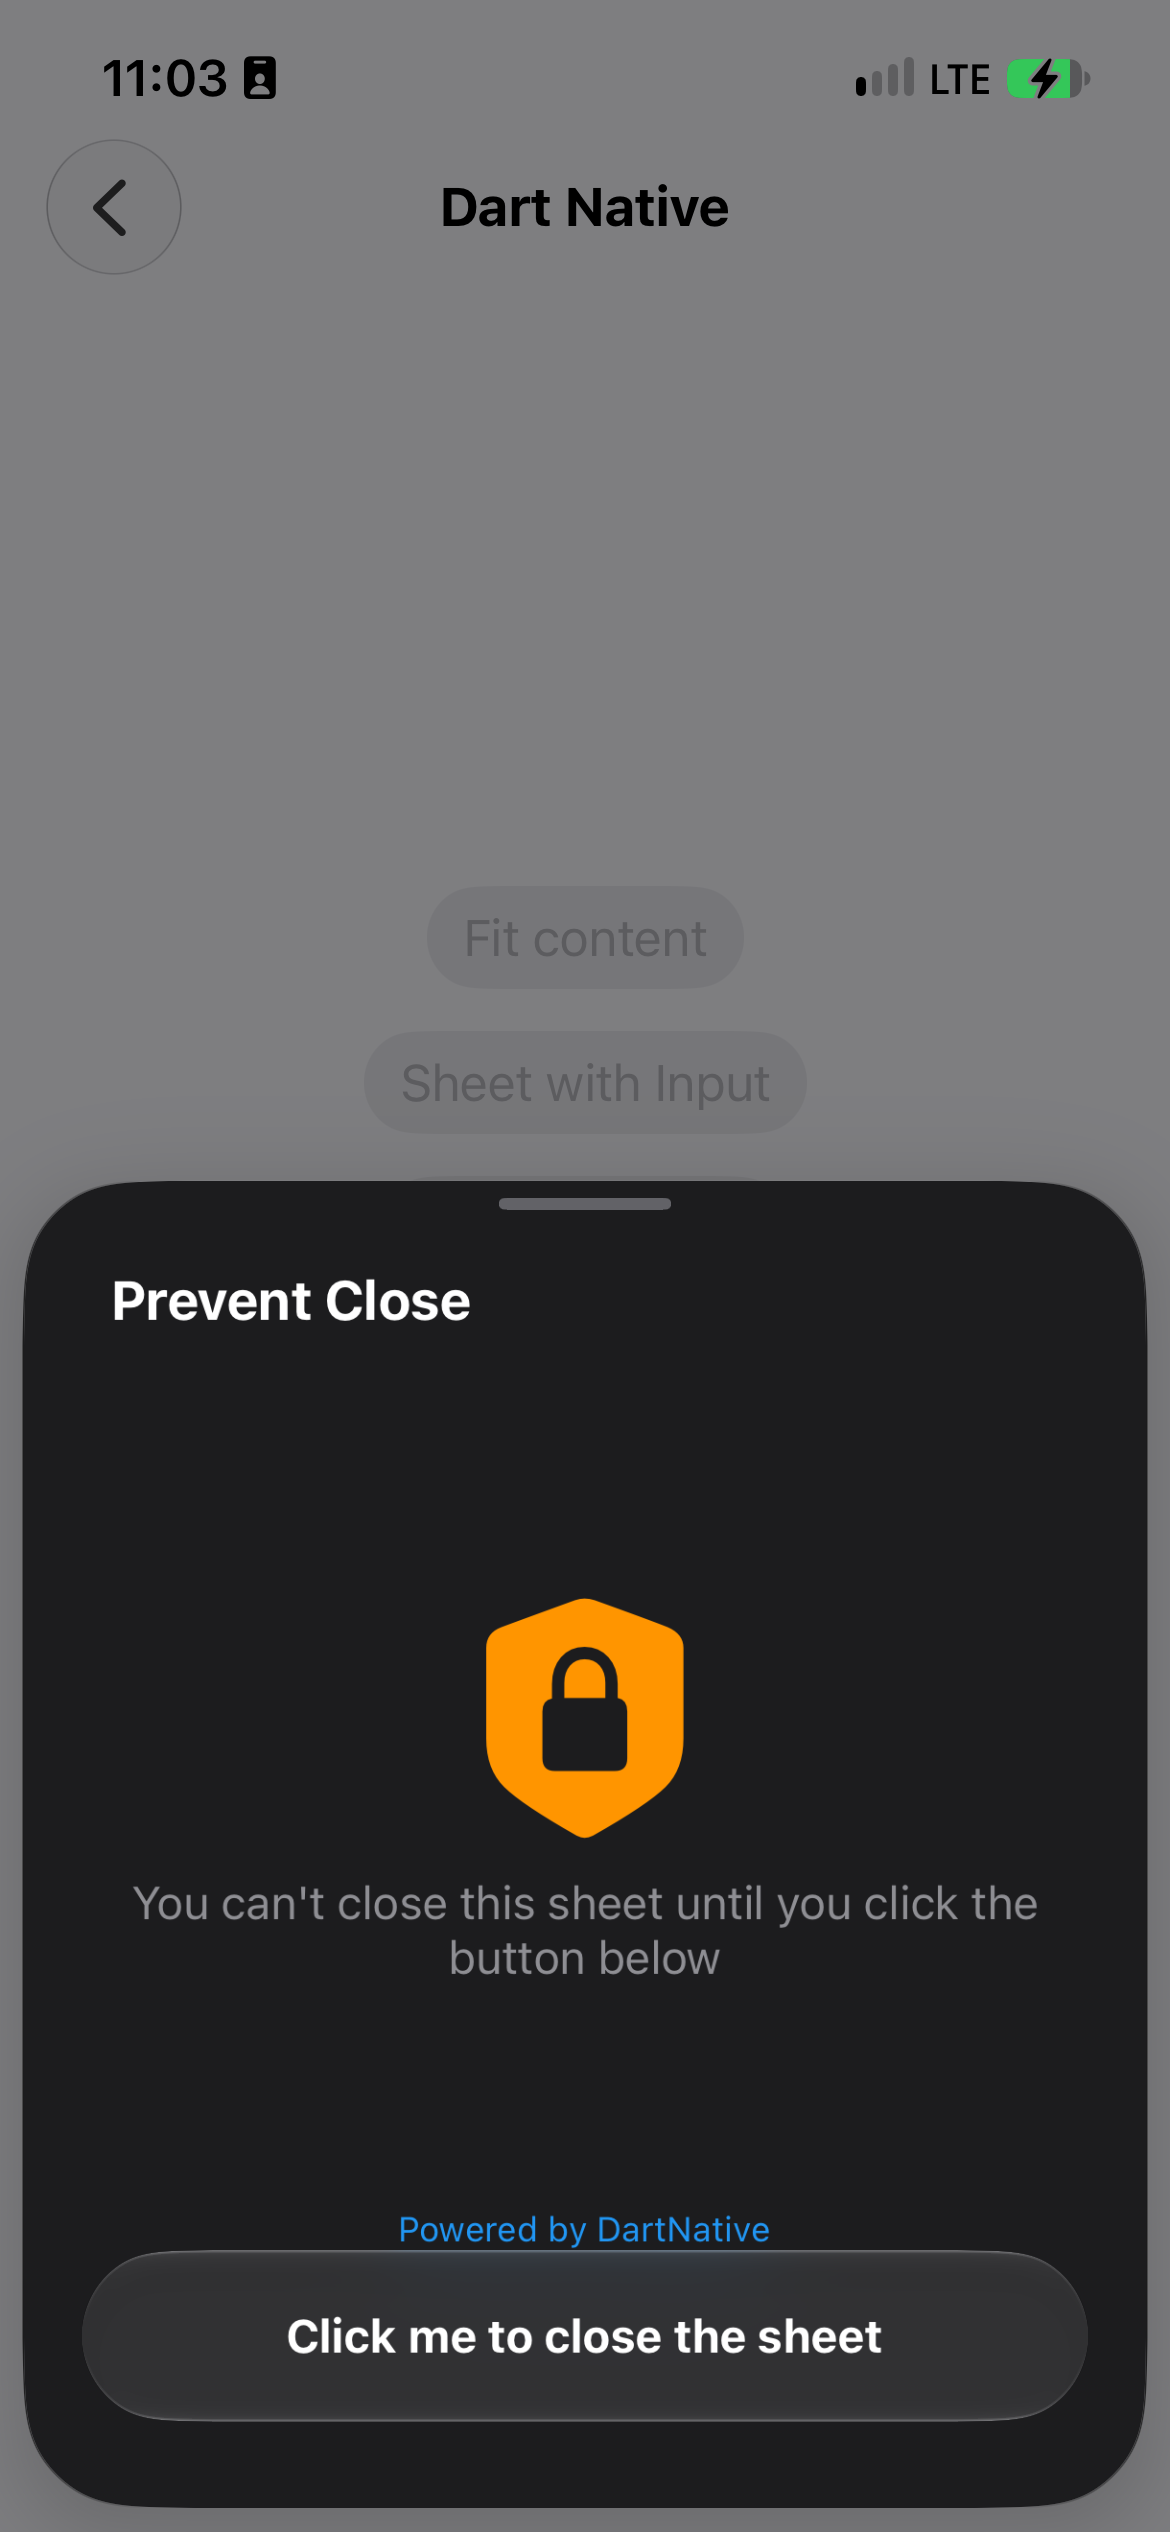 11:03
LTE
Dart Native
Fit content
Sheet with Input
Prevent Close
You can't close this sheet until you click the
button below
Powered by DartNative
Click me to close the sheet